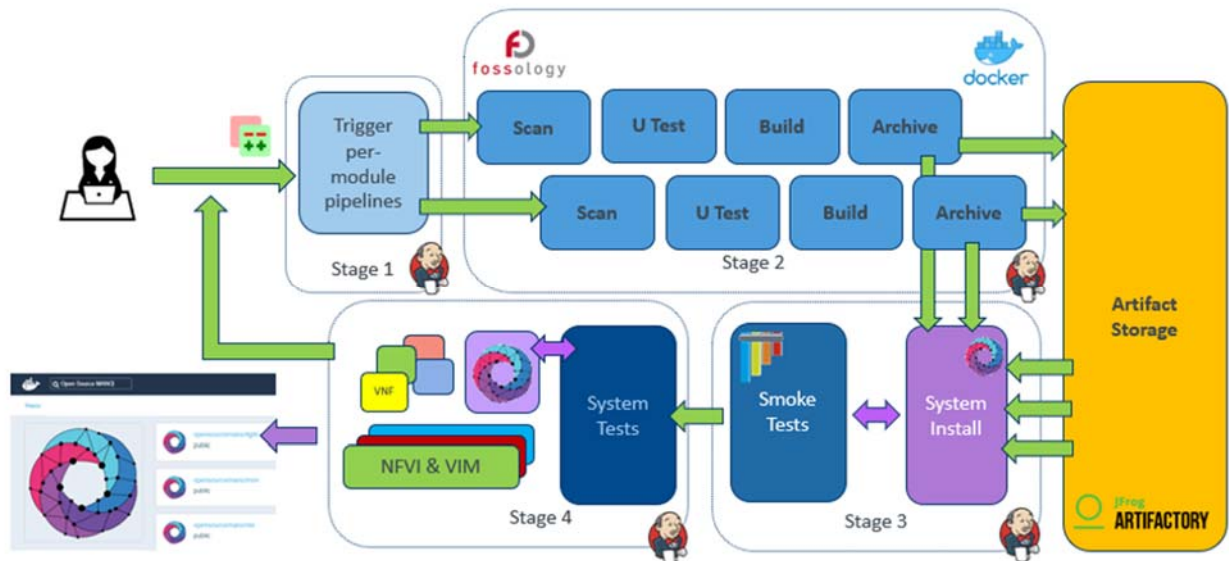 fossology
docker
Trigger
per-
module
pipelines
Stage 1
Scan
U Test
Build
Archive
Scan
U Test
Build
Archive
Stage 2
Artifact
Storage
JFrog
ARTIFACTORY
VNF
NFVI & VIM
System
Tests
Stage 4
Smoke
Tests
System
Install
Stage 3
Open Source MANO
public
public
public